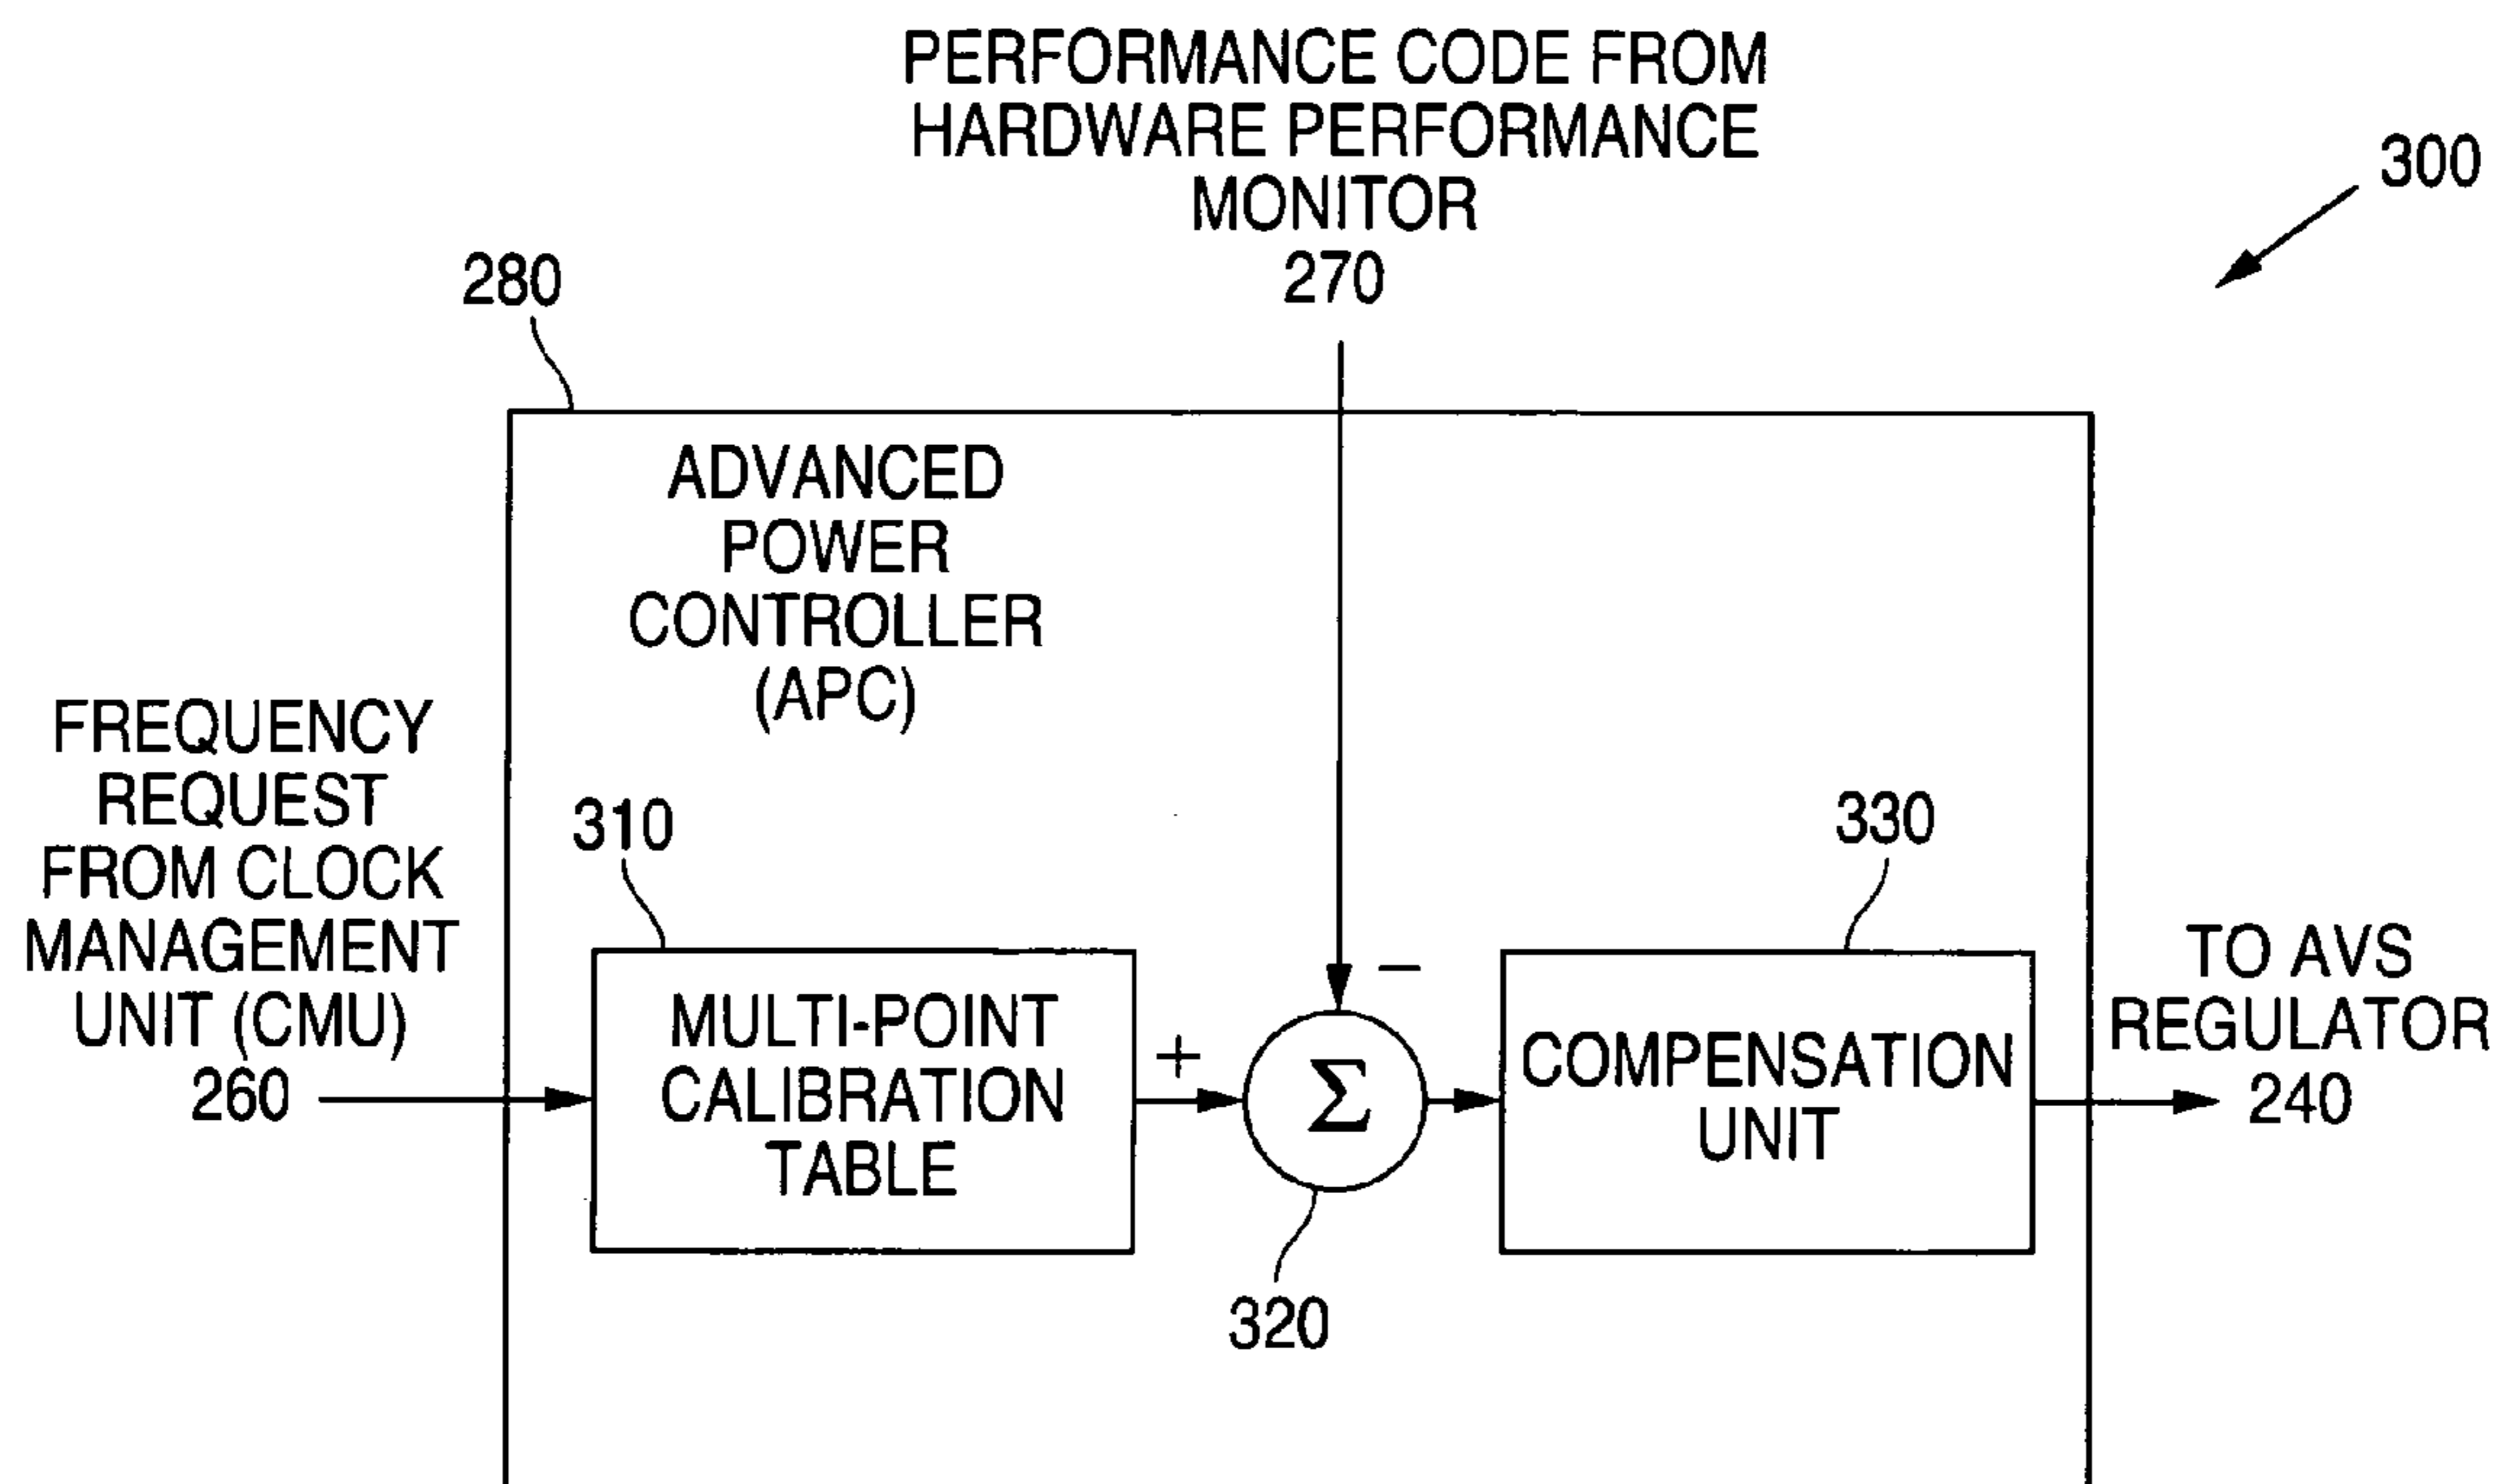 PERFORMANCE CODE FROM
HARDWARE PERFORMANCE
MONITOR
270
300
280
ADVANCED
POWER
CONTROLLER
(APC)
FREQUENCY
REQUEST
FROM CLOCK
MANAGEMENT
UNIT (CMU)
260
310
330
MULTI-POINT
CALIBRATION
TABLE
+
−
Σ
320
COMPENSATION
UNIT
TO AVS
REGULATOR
240